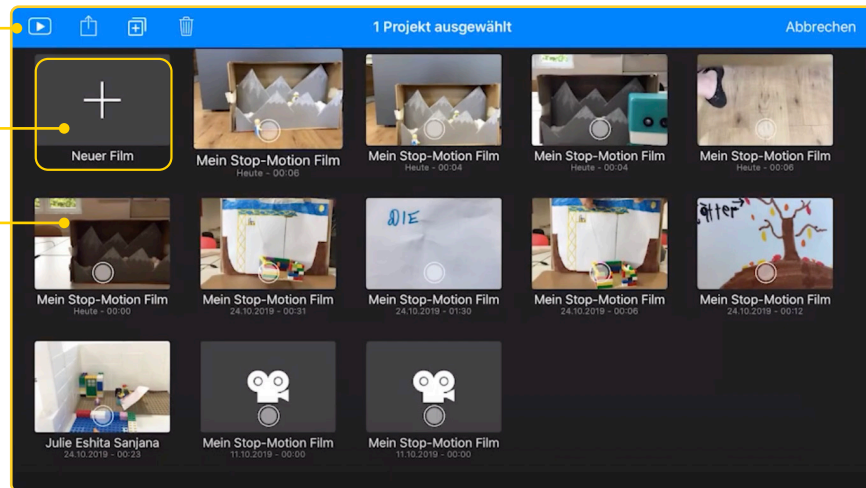 1 Projekt ausgewählt
Abbrechen
Neuer Film
Mein Stop-Motion Film
Heute - 00:06
Mein Stop-Motion Film
Heute - 00:04
Mein Stop-Motion Film
Heute - 00:04
Mein Stop-Motion Film
Heute - 00:06
DIE
Mein Stop-Motion Film
Heute - 00:00
Mein Stop-Motion Film
24.10.2019 - 00:31
Mein Stop-Motion Film
24.10.2019 - 01:30
Mein Stop-Motion Film
24.10.2019 - 00:06
Mein Stop-Motion Film
24.10.2019 - 00:12
Julie Eshita Sanjana
24.10.2019 - 00:23
Mein Stop-Motion Film
11.10.2019 - 00:00
Mein Stop-Motion Film
11.10.2019 - 00:00